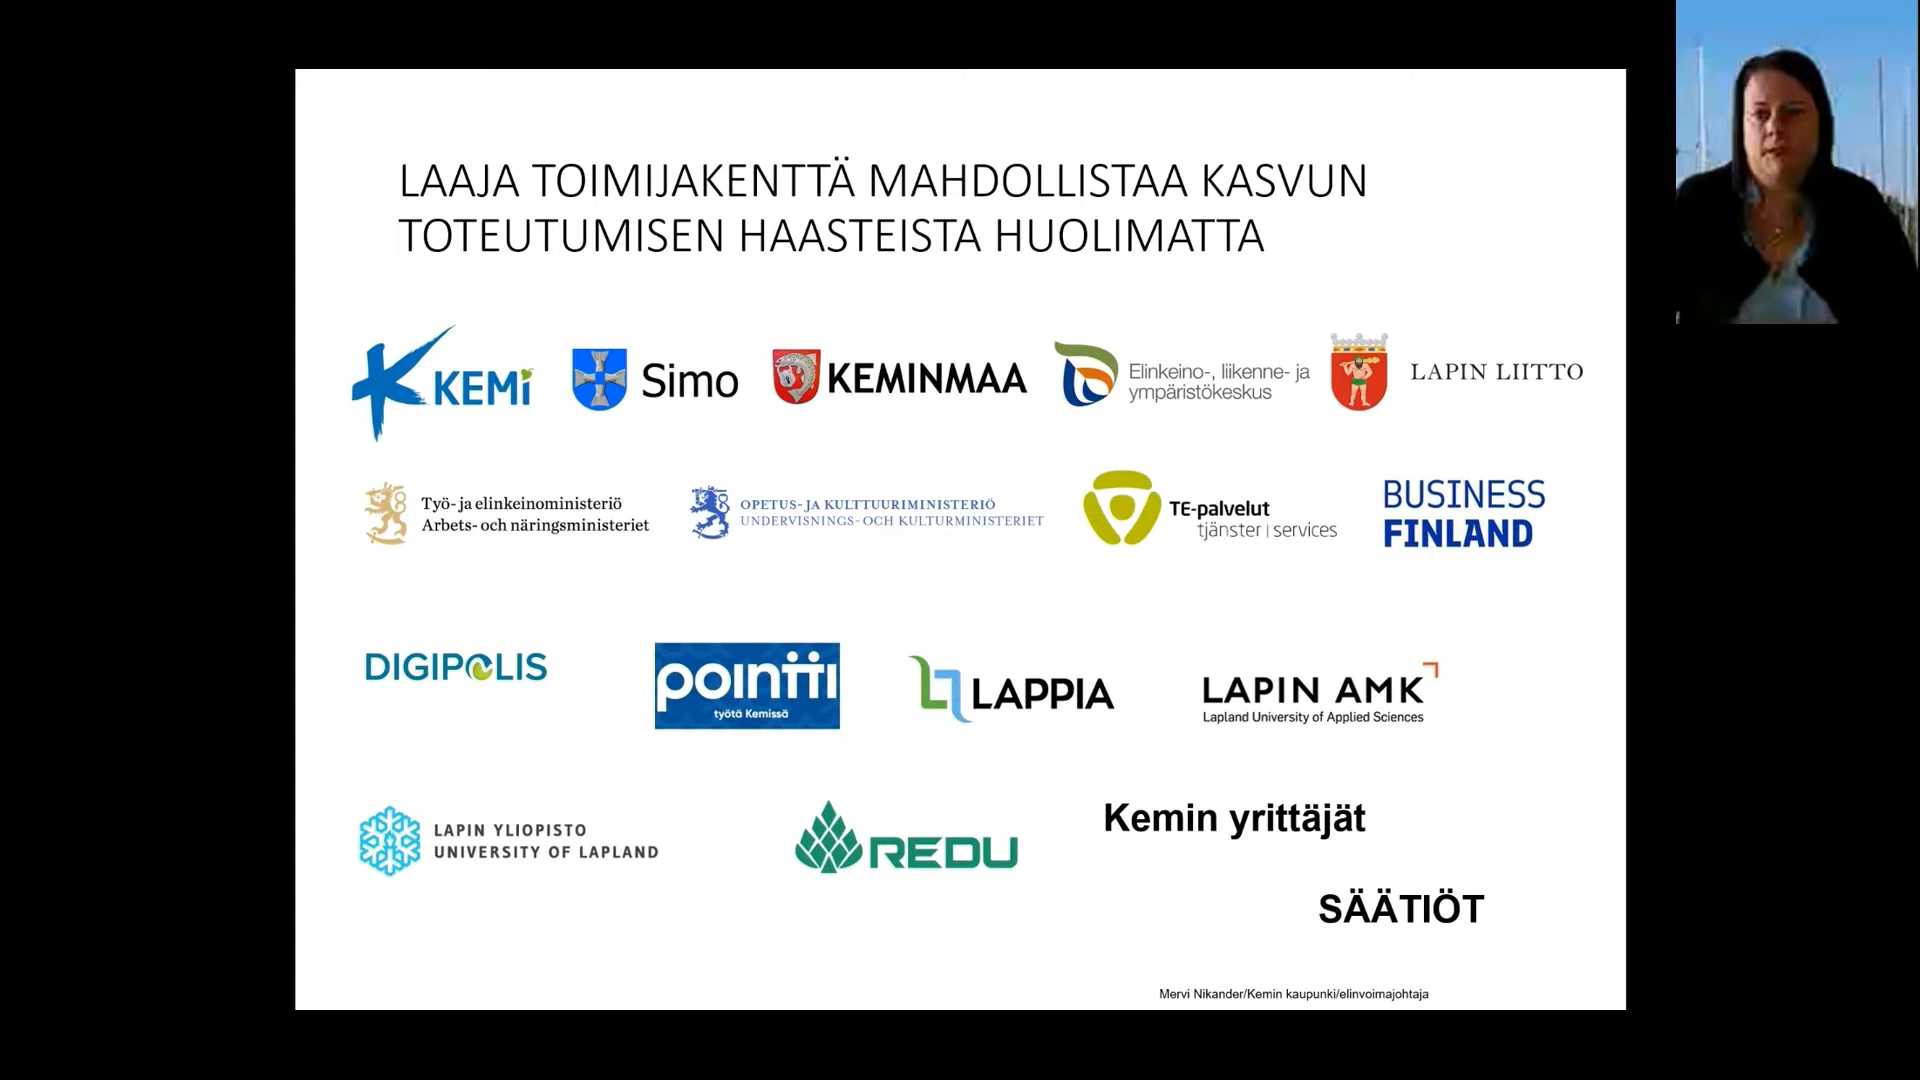 LAAJA TOIMIJAKENTTÄ MAHDOLLISTAA KASVUN
TOTEUTUMISEN HAASTEISTA HUOLIMATTA
KEMI
Simo
KEMINMAA
Elinkeino-, liikenne- ja
ympäristökeskus
LAPIN LIITTO
Työ- ja elinkeinoministeriö
Arbets- och näringsministeriet
OPETUS- JA KULTTUURIMINISTERIÖ
UNDERVISNINGS- OCH KULTURMINISTERIET
TE-palvelut
tjänster | services
BUSINESS
FINLAND
DIGIPOLIS
pointti
työtä Kemissä
LAPPIA
LAPIN AMK
Lapland University of Applied Sciences
LAPIN YLIOPISTO
UNIVERSITY OF LAPLAND
REDU
Kemin yrittäjät
SÄÄTIÖT
Mervi Nikander/Kemin kaupunki/elinvoimajohtaja